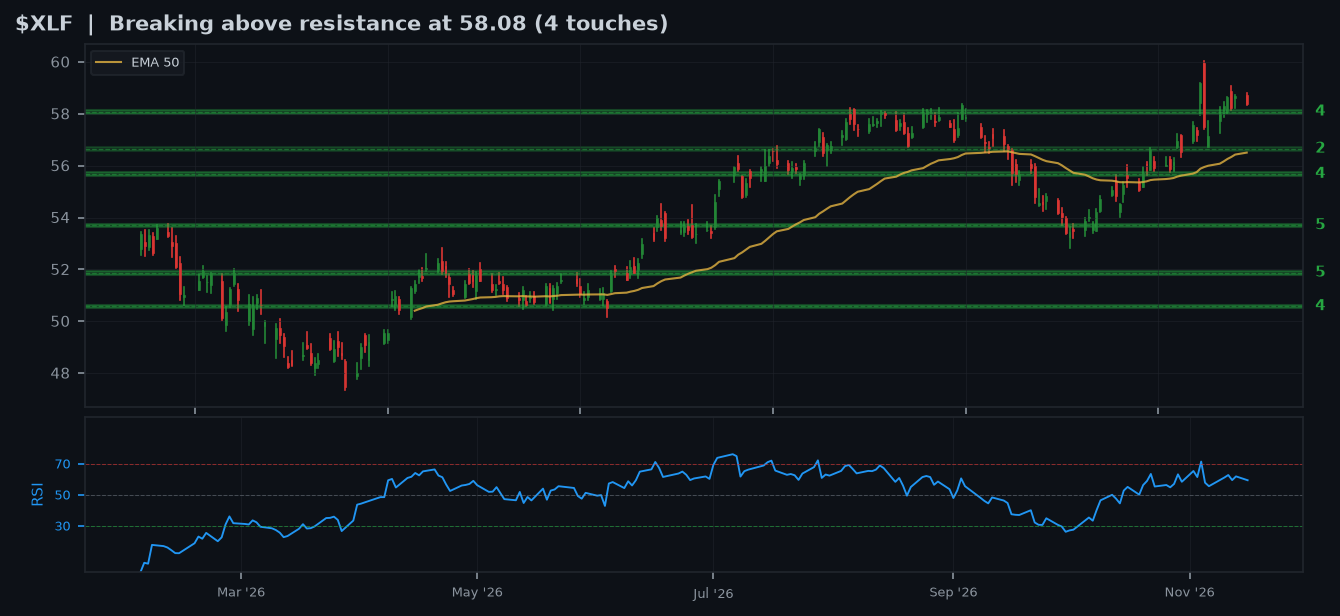 $XLF | Breaking above resistance at 58.08 (4 touches)
EMA 50
60
58
56
54
52
50
48
4
2
4
5
5
4
RSI
70
50
30
Mar '26
May '26
Jul '26
Sep '26
Nov '26